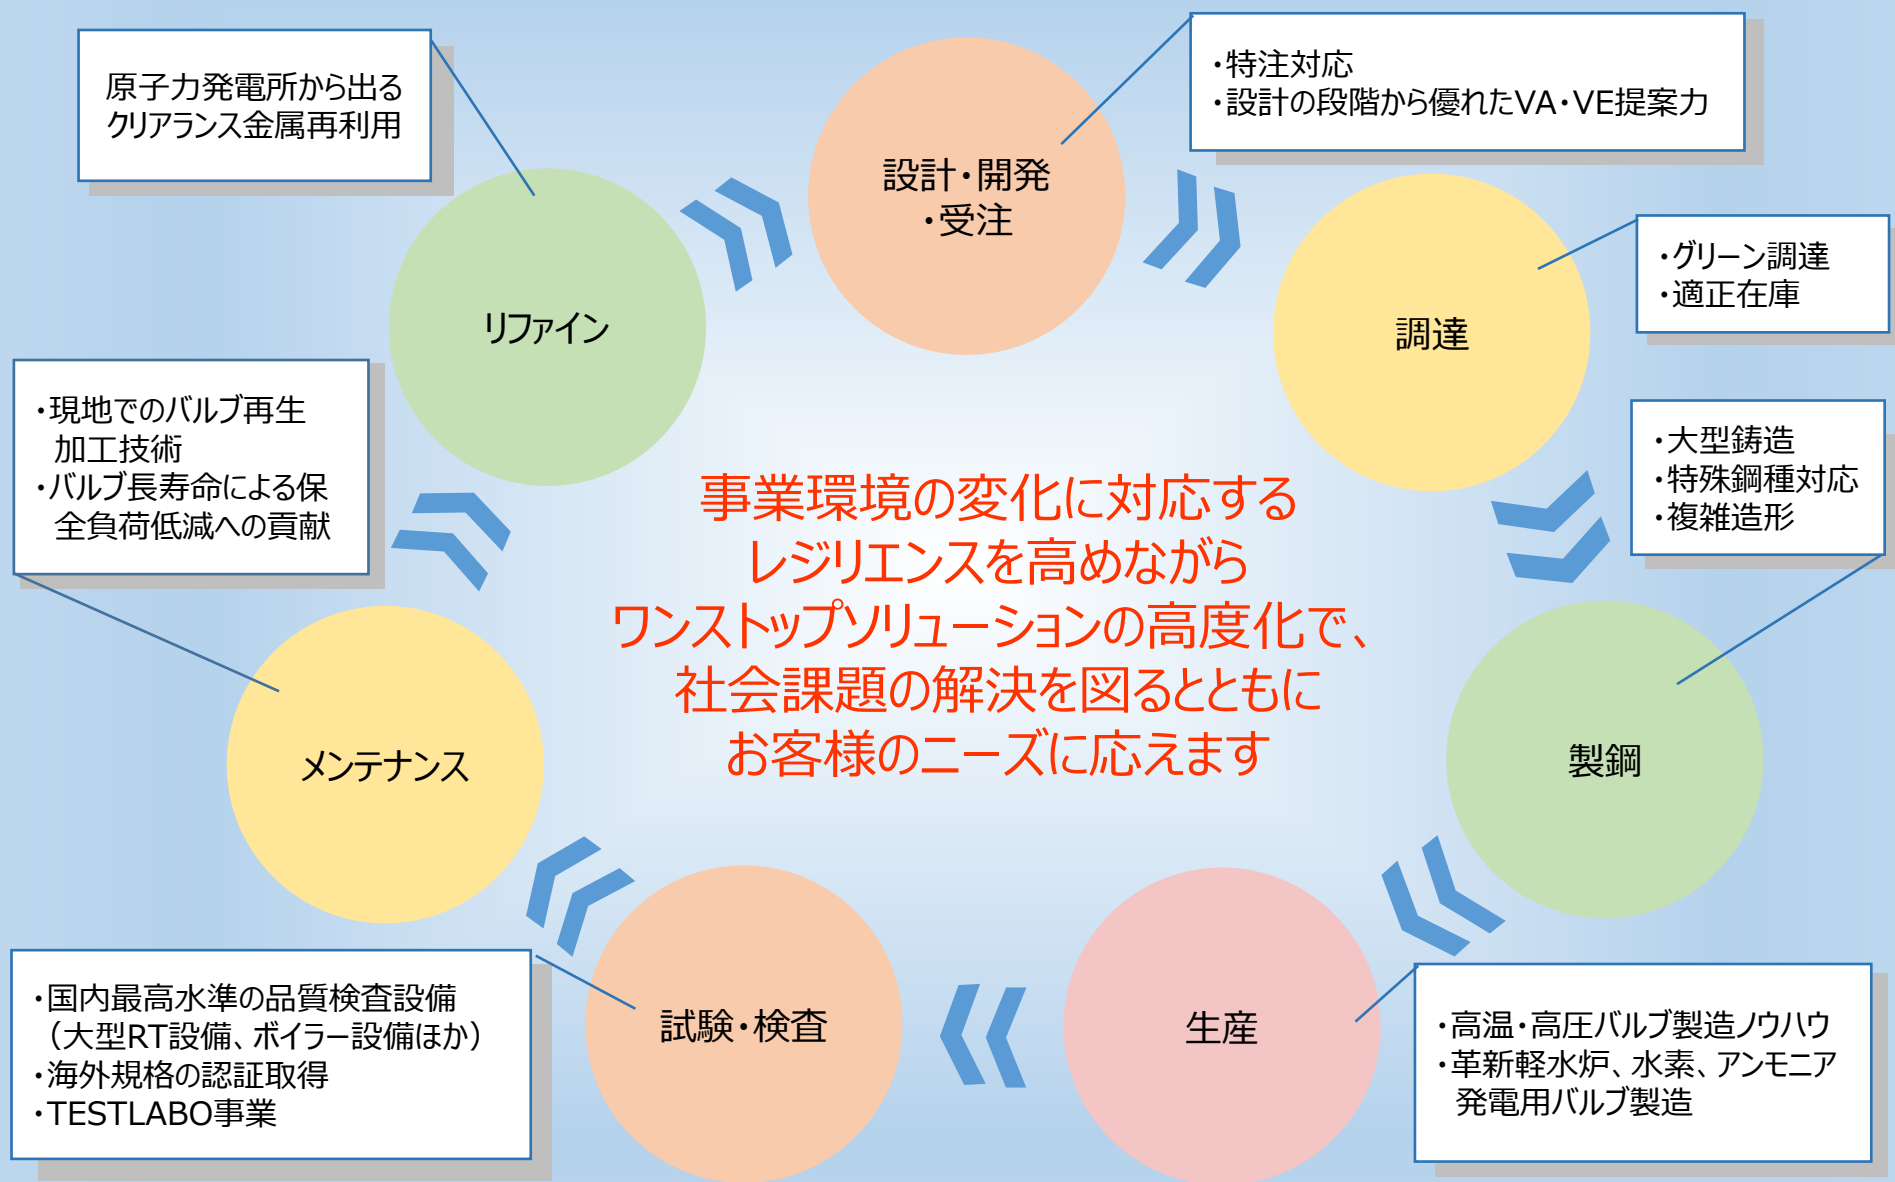 原子力発電所から出る
クリアランス金属再利用
設計・開発
・受注
・特注対応
・設計の段階から優れたVA・VE提案力
リファイン
調達
・グリーン調達
・適正在庫
・現地でのバルブ再生
加工技術
・バルブ長寿命による保
全負荷低減への貢献
・大型鋳造
・特殊鋼種対応
・複雑造形
事業環境の変化に対応する
レジリエンスを高めながら
ワンストップソリューションの高度化で、
社会課題の解決を図るとともに
お客様のニーズに応えます
メンテナンス
製鋼
・国内最高水準の品質検査設備
（大型RT設備、ボイラー設備ほか）
・海外規格の認証取得
・TESTLABO事業
試験・検査
生産
・高温・高圧バルブ製造ノウハウ
・革新軽水炉、水素、アンモニア
発電用バルブ製造